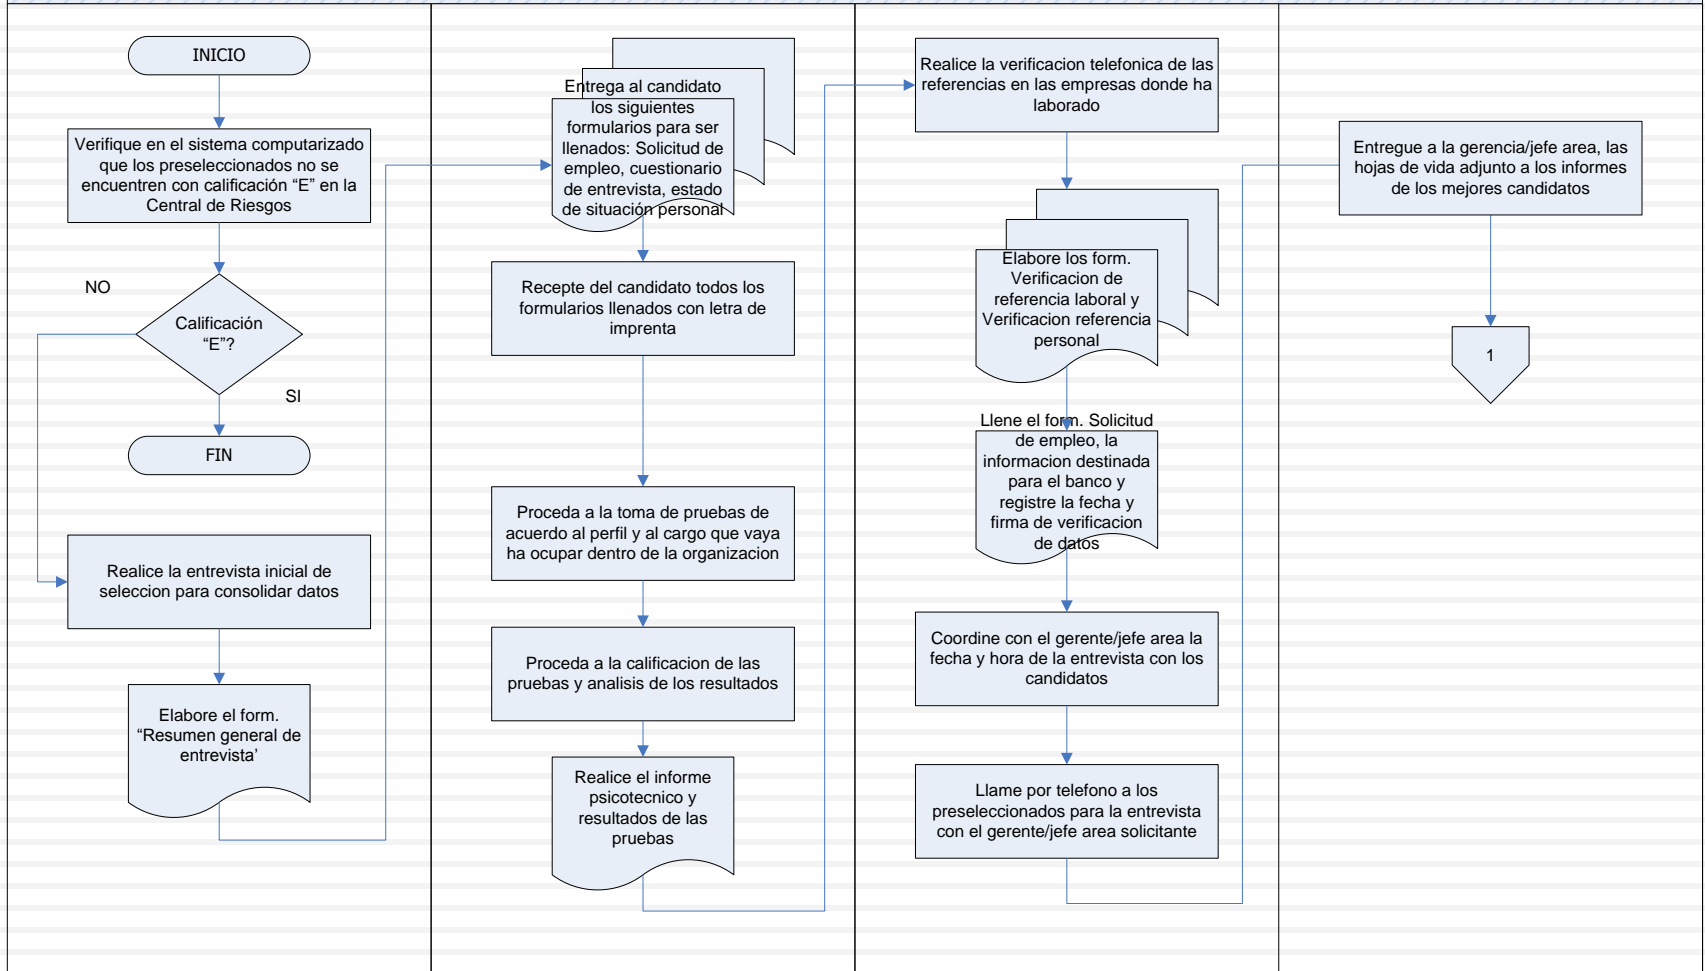 INICIO
Verifique en el sistema computarizado
que los preseleccionados no se
encuentren con calificación “E” en la
Central de Riesgos
NO
Calificación
“E”?
SI
FIN
Realice la entrevista inicial de
seleccion para consolidar datos
Elabore el form.
“Resumen general de
entrevista’
Entrega al candidato
los siguientes
formularios para ser
llenados: Solicitud de
empleo, cuestionario
de entrevista, estado
de situación personal
Recepte del candidato todos los
formularios llenados con letra de
imprenta
Proceda a la toma de pruebas de
acuerdo al perfil y al cargo que vaya
ha ocupar dentro de la organizacion
Proceda a la calificacion de las
pruebas y analisis de los resultados
Realice el informe
psicotecnico y
resultados de las
pruebas
Realice la verificacion telefonica de las
referencias en las empresas donde ha
laborado
Elabore los form.
Verificacion de
referencia laboral y
Verificacion referencia
personal
Llene el form. Solicitud
de empleo, la
informacion destinada
para el banco y
registre la fecha y
firma de verificacion
de datos
Coordine con el gerente/jefe area la
fecha y hora de la entrevista con los
candidatos
Llame por telefono a los
preseleccionados para la entrevista
con el gerente/jefe area solicitante
Entregue a la gerencia/jefe area, las
hojas de vida adjunto a los informes
de los mejores candidatos
1